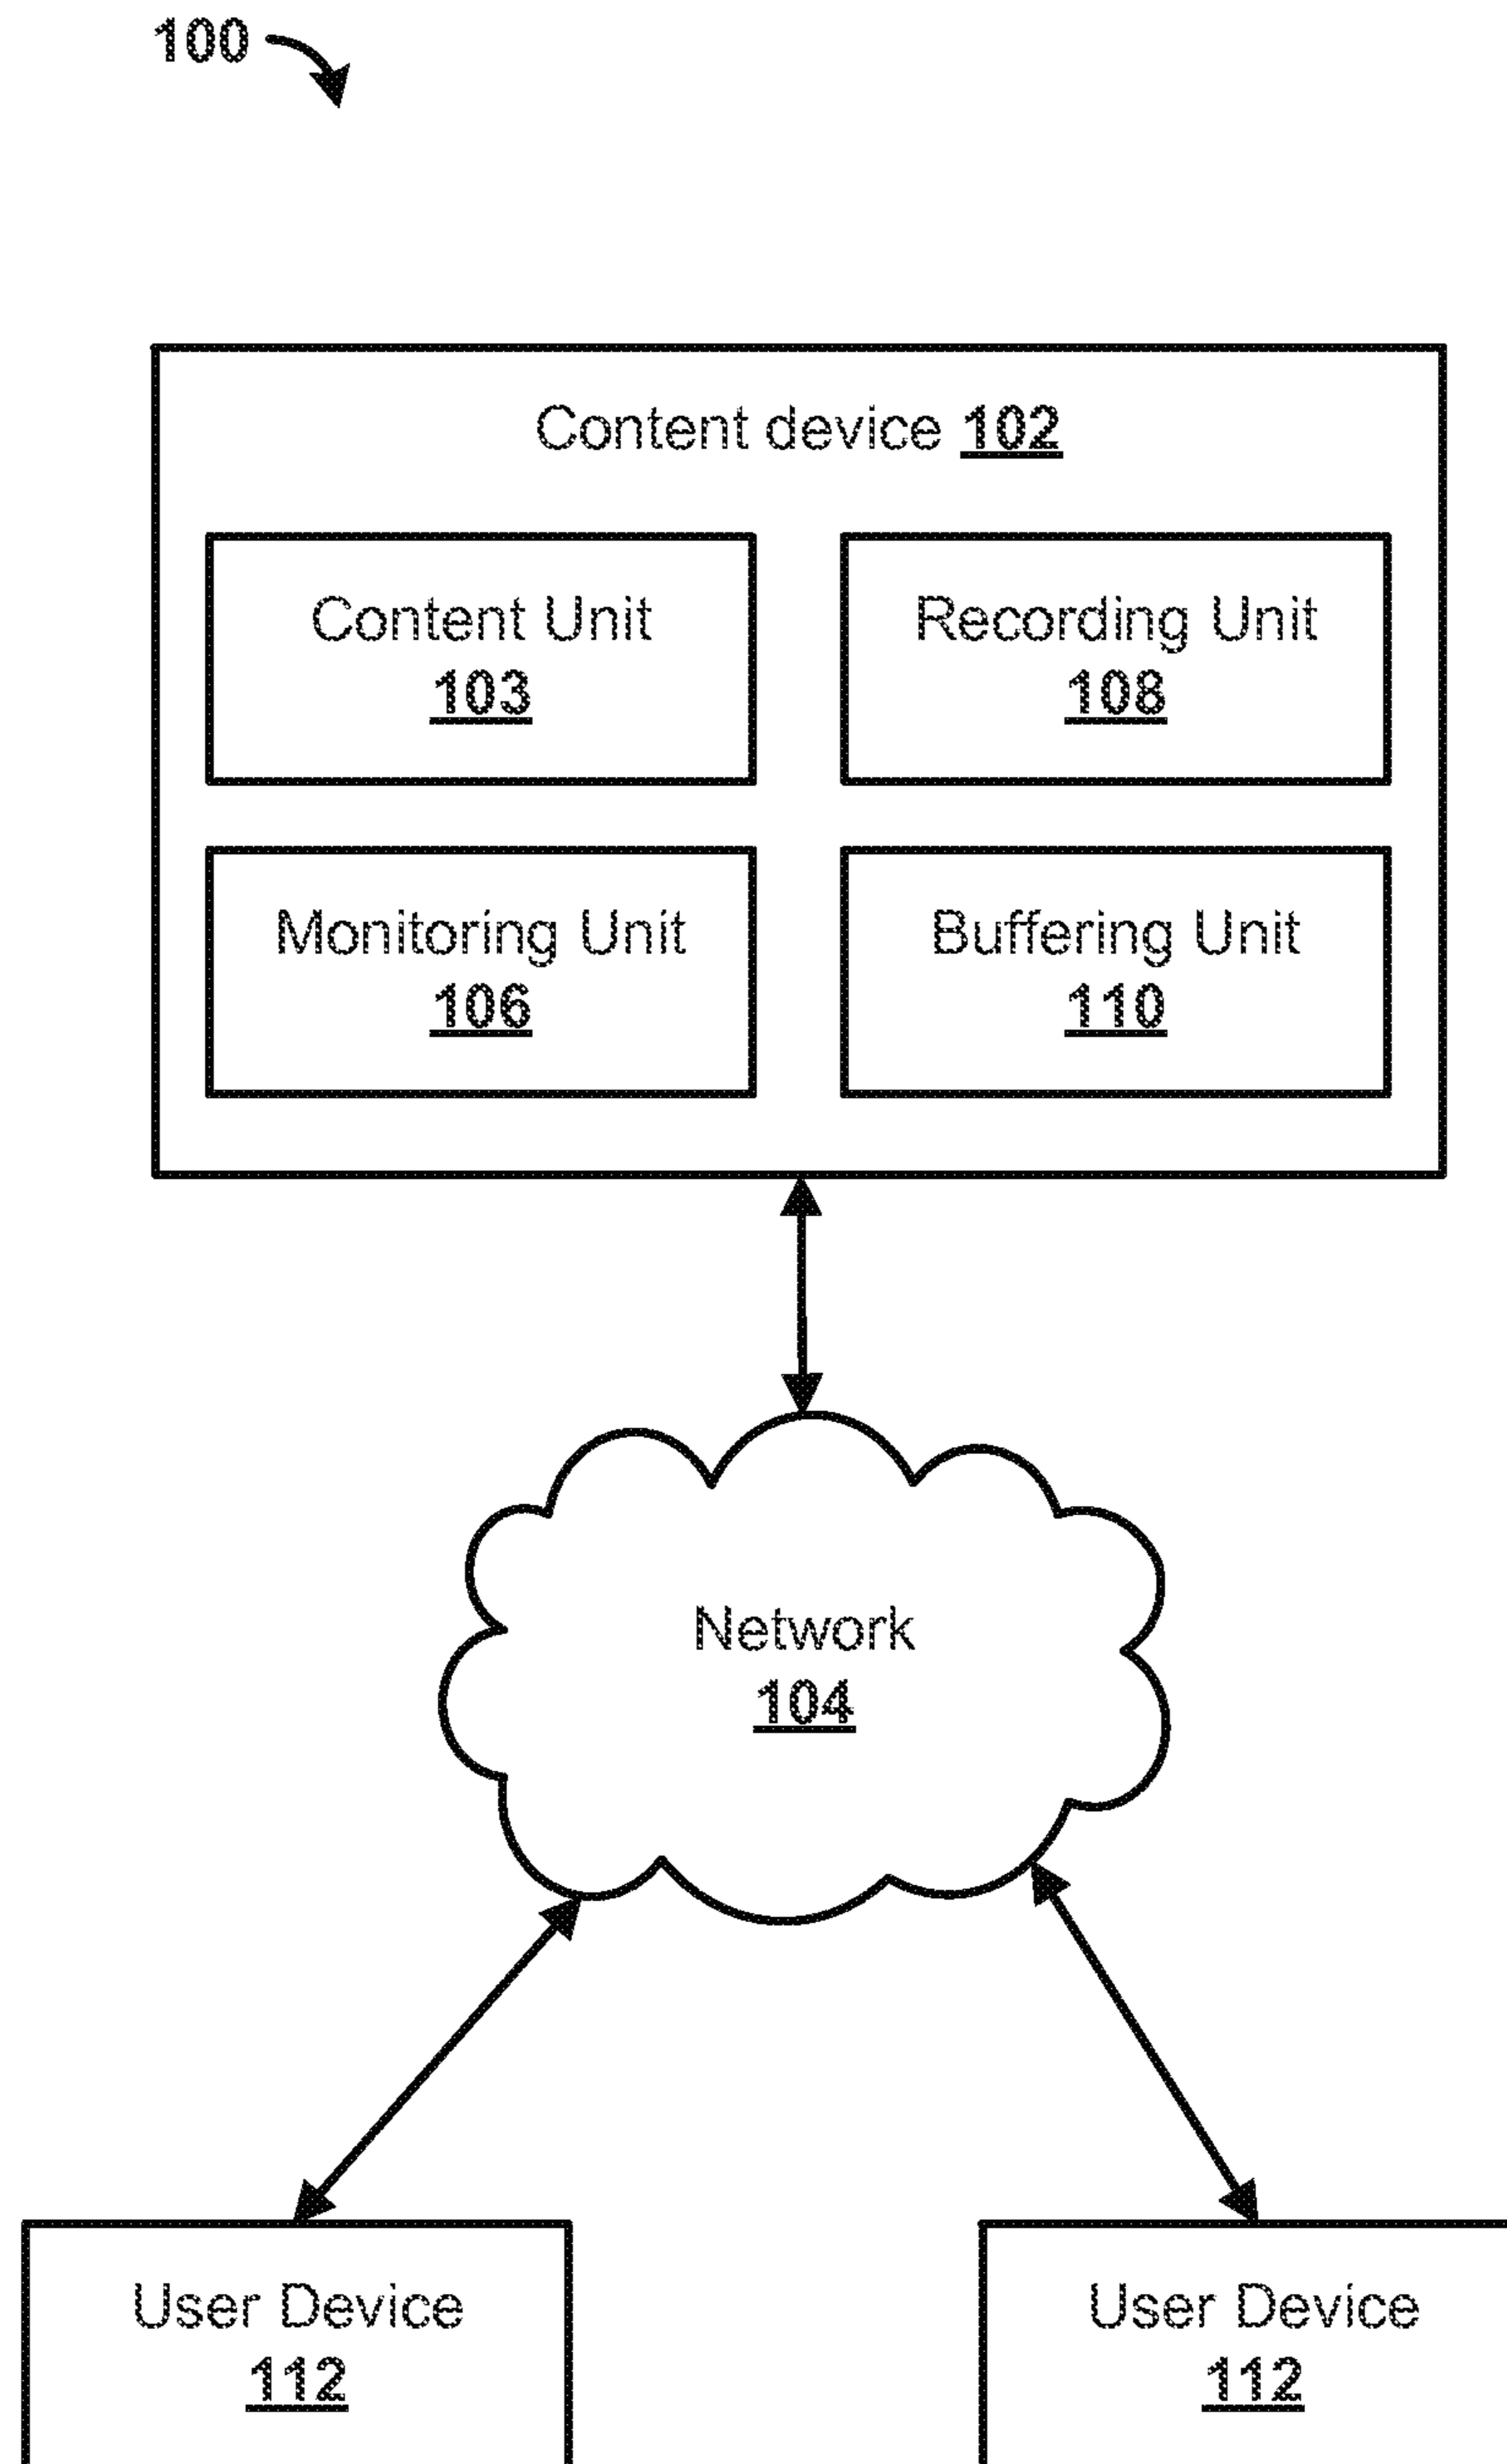 100
Content device 102
Content Unit
103
Recording Unit
108
Monitoring Unit
106
Buffering Unit
110
Network
104
User Device
112
User Device
112